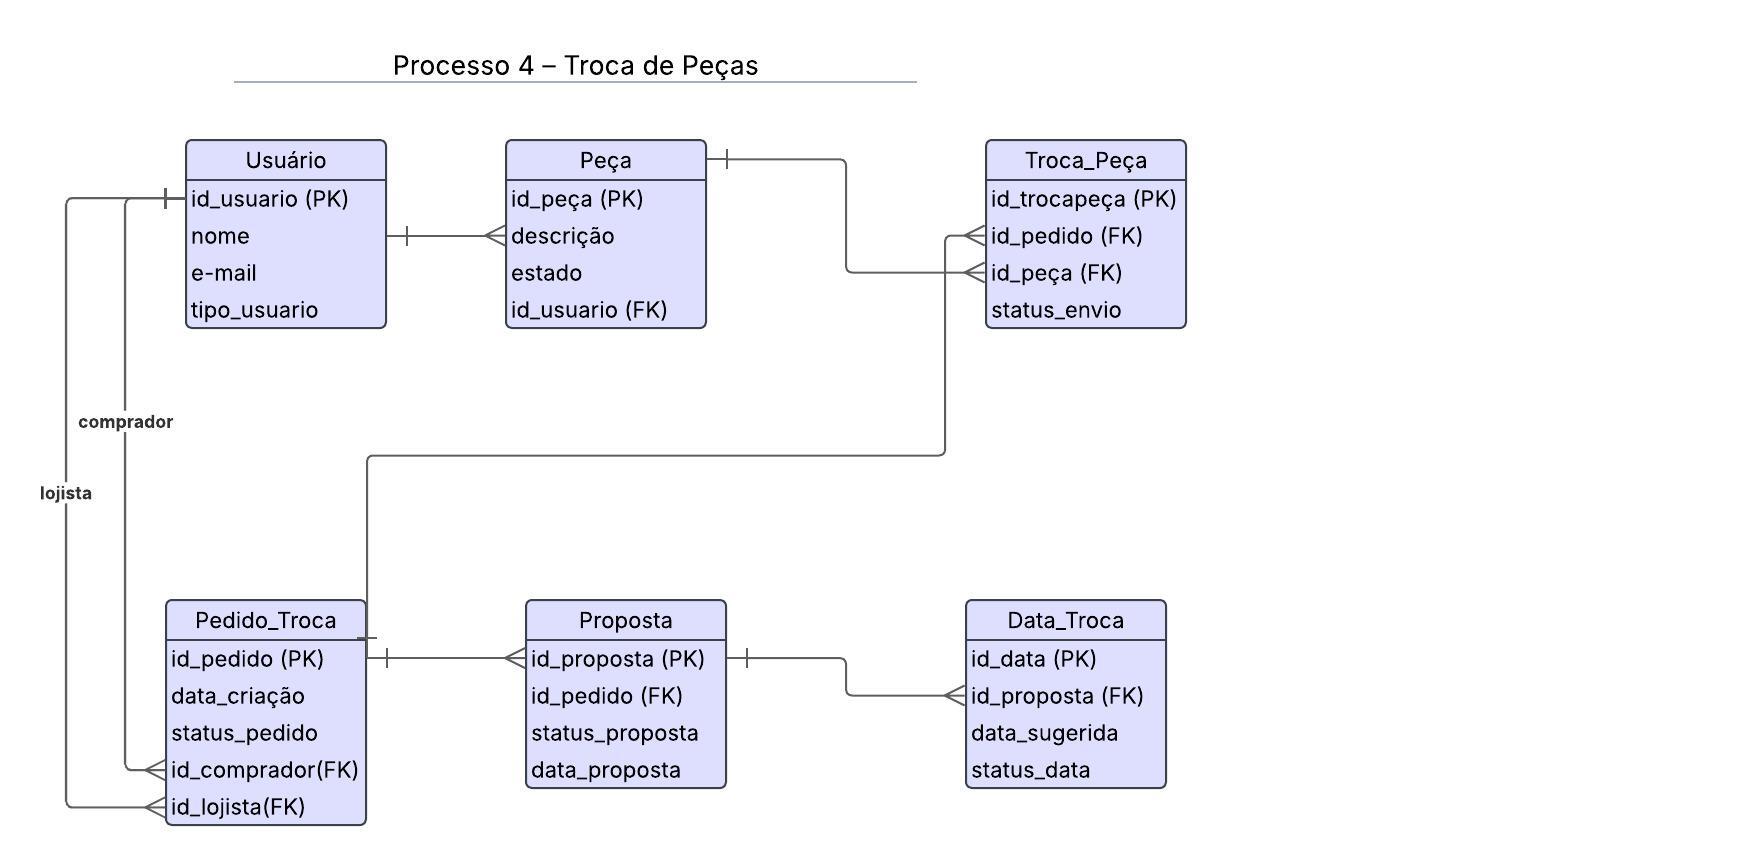 Processo 4 – Troca de Peças
Usuário
id_usuario (PK)
nome
e-mail
tipo_usuario
Peça
id_peça (PK)
descrição
estado
id_usuario (FK)
Troca_Peça
id_trocapeça (PK)
id_pedido (FK)
id_peça (FK)
status_envio
comprador
lojista
Pedido_Troca
id_pedido (PK)
data_criação
status_pedido
id_comprador(FK)
id_lojista(FK)
Proposta
id_proposta (PK)
id_pedido (FK)
status_proposta
data_proposta
Data_Troca
id_data (PK)
id_proposta (FK)
data_sugerida
status_data